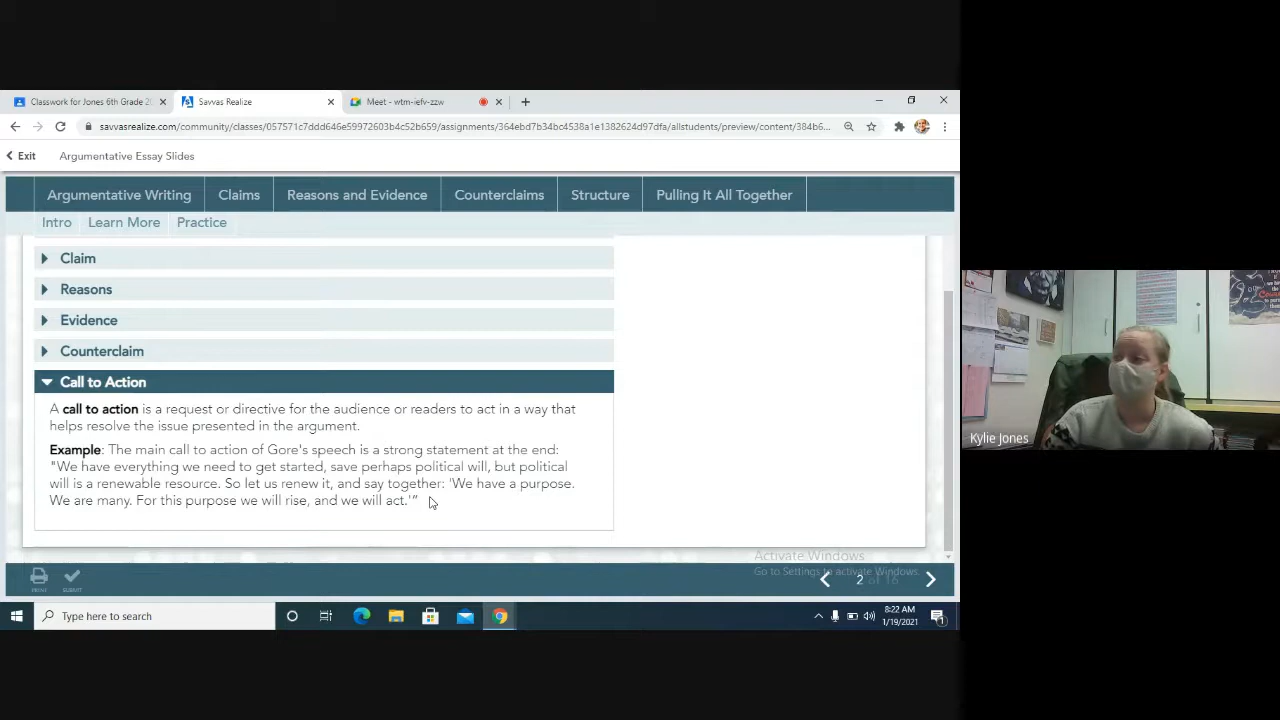 Classwork for Jones 6th Grade 2
Savvas Realize
Meet - wtm-iefv-zzw
savvasrealize.com/community/classes/057571c7ddd646e59972603b4c52b659/assignments/364ebd7b34bc4538a1e1382624d97dfa/allstudents/preview/content/384b6...
Exit
Argumentative Essay Slides
Argumentative Writing
Claims
Reasons and Evidence
Counterclaims
Structure
Pulling It All Together
Intro
Learn More
Practice
Claim
Reasons
Evidence
Counterclaim
Call to Action
A call to action is a request or directive for the audience or readers to act in a way that
helps resolve the issue presented in the argument.
Example: The main call to action of Gore's speech is a strong statement at the end:
"We have everything we need to get started, save perhaps political will, but political
will is a renewable resource. So let us renew it, and say together: 'We have a purpose.
We are many. For this purpose we will rise, and we will act.'"
Kylie Jones
Activate Windows
Go to Settings to activate Windows.
PRINT
SUBMIT
2 of 16
Type here to search
8:22 AM
1/19/2021
1